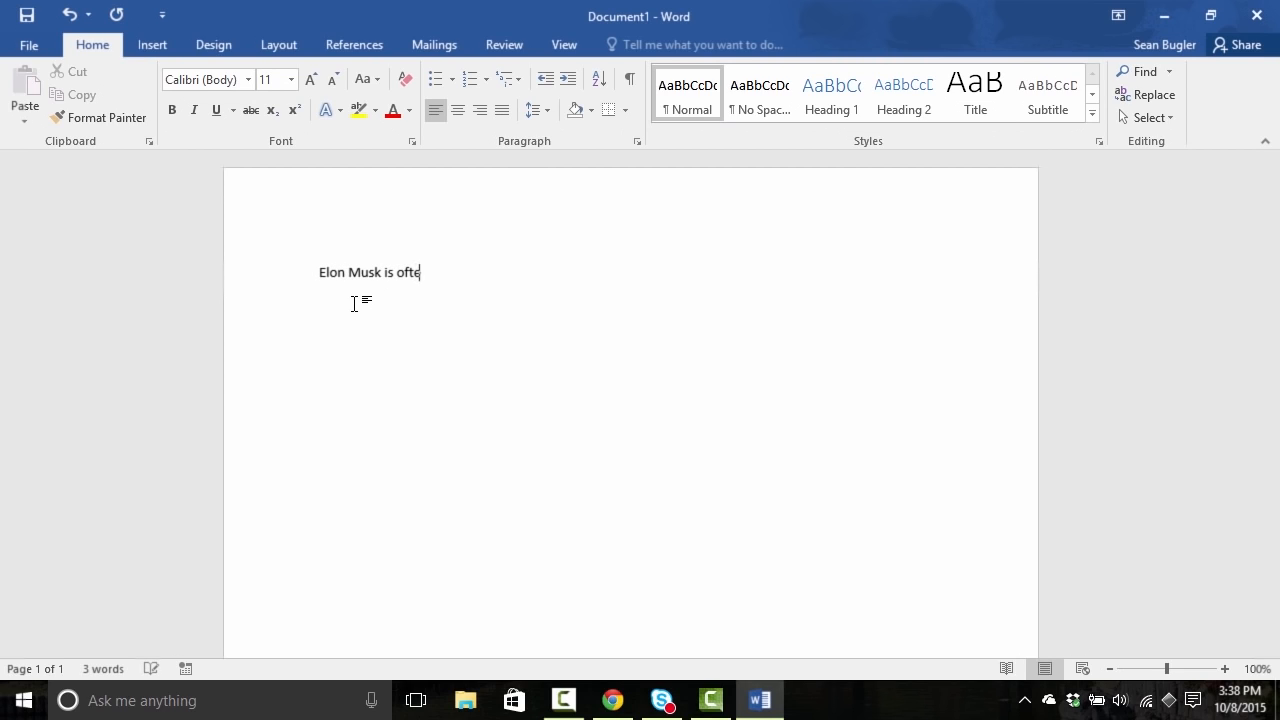 Document1 - Word
File Home Insert Design Layout References Mailings Review View Tell me what you want to do... Sean Bugler Share
Paste
Cut
Copy
Format Painter
Clipboard
Calibri (Body) 11 Aa
B I U abc x₂ x² A A
Font
Paragraph
AaBbCcDc AaBbCcDc AaBbCc AaBbCcD AaB AaBbCcD
¶ Normal ¶ No Spac... Heading 1 Heading 2 Title Subtitle
Styles
Find
Replace
Select
Editing
Elon Musk is ofte
Page 1 of 1 3 words 100%
Ask me anything
3:38 PM
10/8/2015